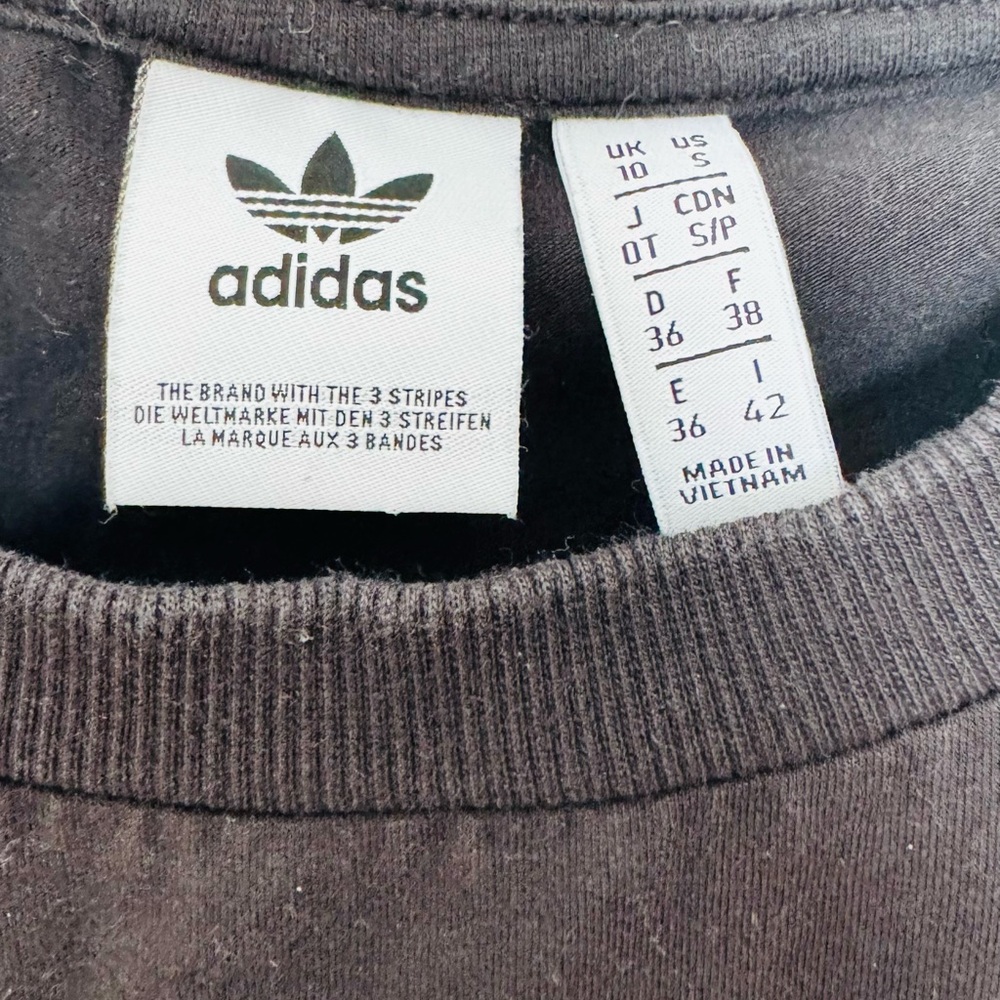 adidas
THE BRAND WITH THE 3 STRIPES
DIE WELTMARKE MIT DEN 3 STREIFEN
LA MARQUE AUX 3 BANDES
UK US
10 S
J CDN
OT S/P
D F
36 38
E I
36 42
MADE IN
VIETNAM